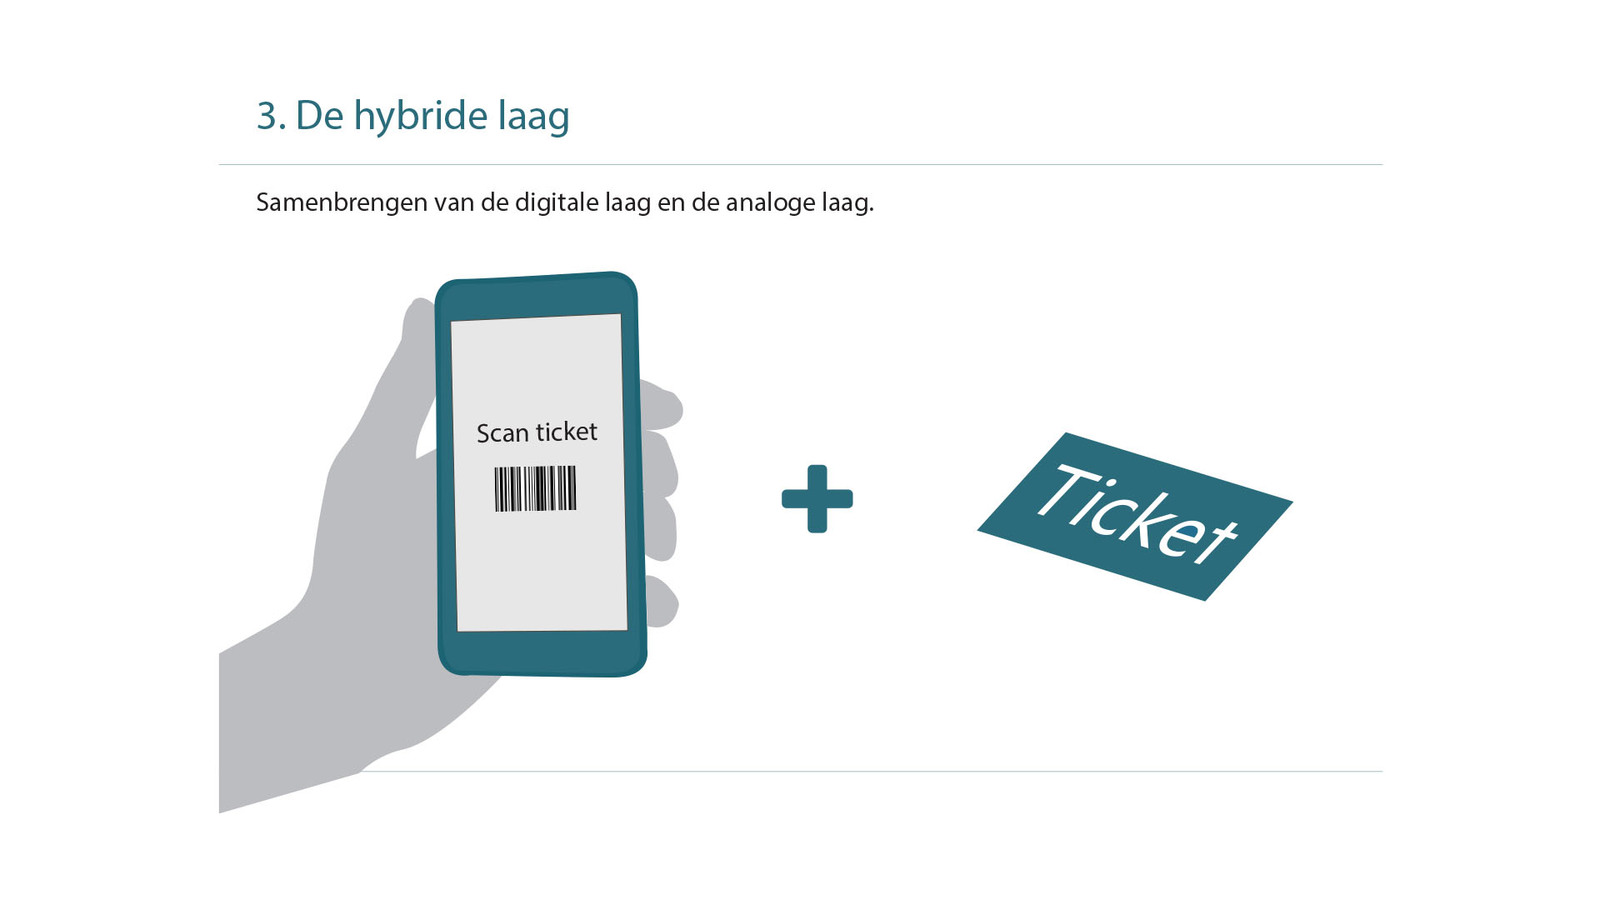 3. De hybride laag
Samenbrengen van de digitale laag en de analoge laag.
Scan ticket
Ticket